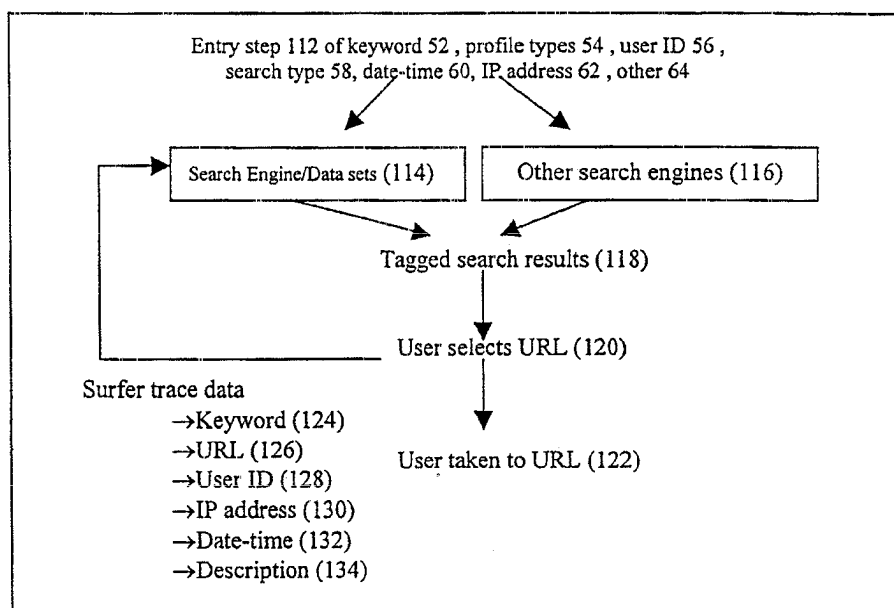 Entry step 112 of keyword 52 , profile types 54 , user ID 56 ,
search type 58, date-time 60, IP address 62 , other 64
Search Engine/Data sets (114)
Other search engines (116)
Tagged search results (118)
User selects URL (120)
Surfer trace data
→Keyword (124)
→URL (126)
User taken to URL (122)
→User ID (128)
→IP address (130)
→Date-time (132)
→Description (134)